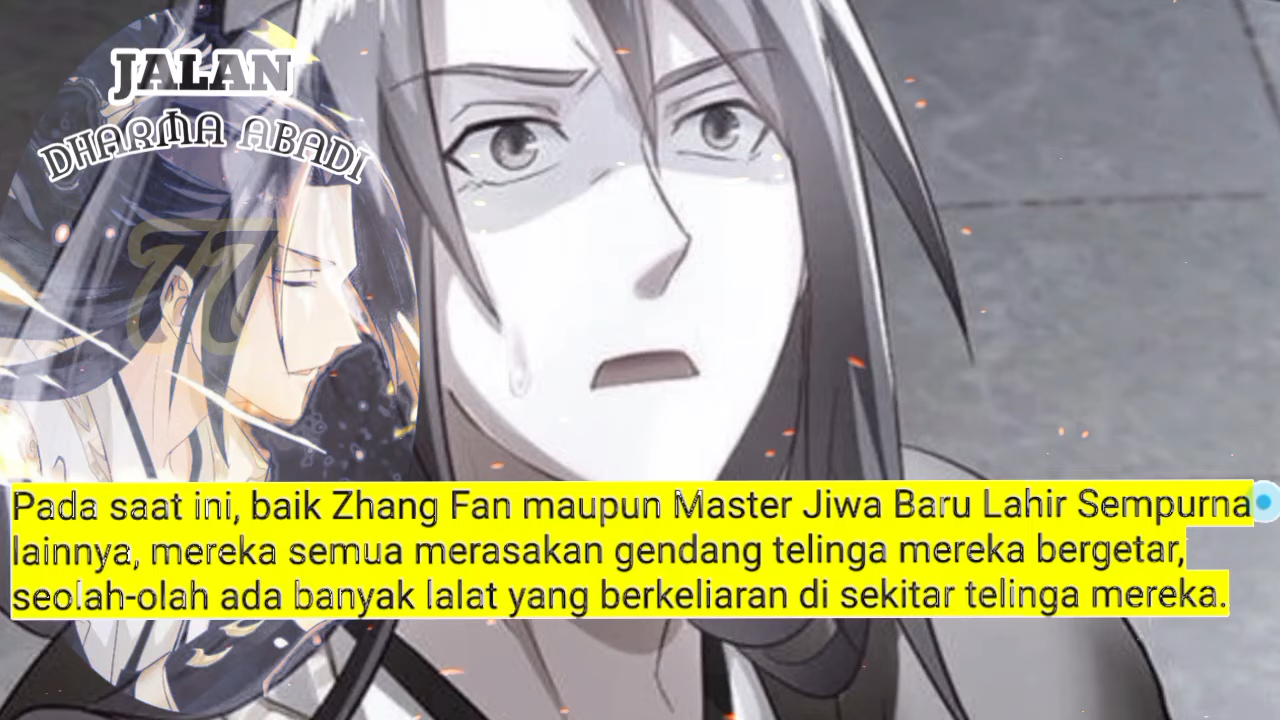 JALAN
DHARMA ABADI
77
Pada saat ini, baik Zhang Fan maupun Master Jiwa Baru Lahir Sempurna
lainnya, mereka semua merasakan gendang telinga mereka bergetar,
seolah-olah ada banyak lalat yang berkeliaran di sekitar telinga mereka.